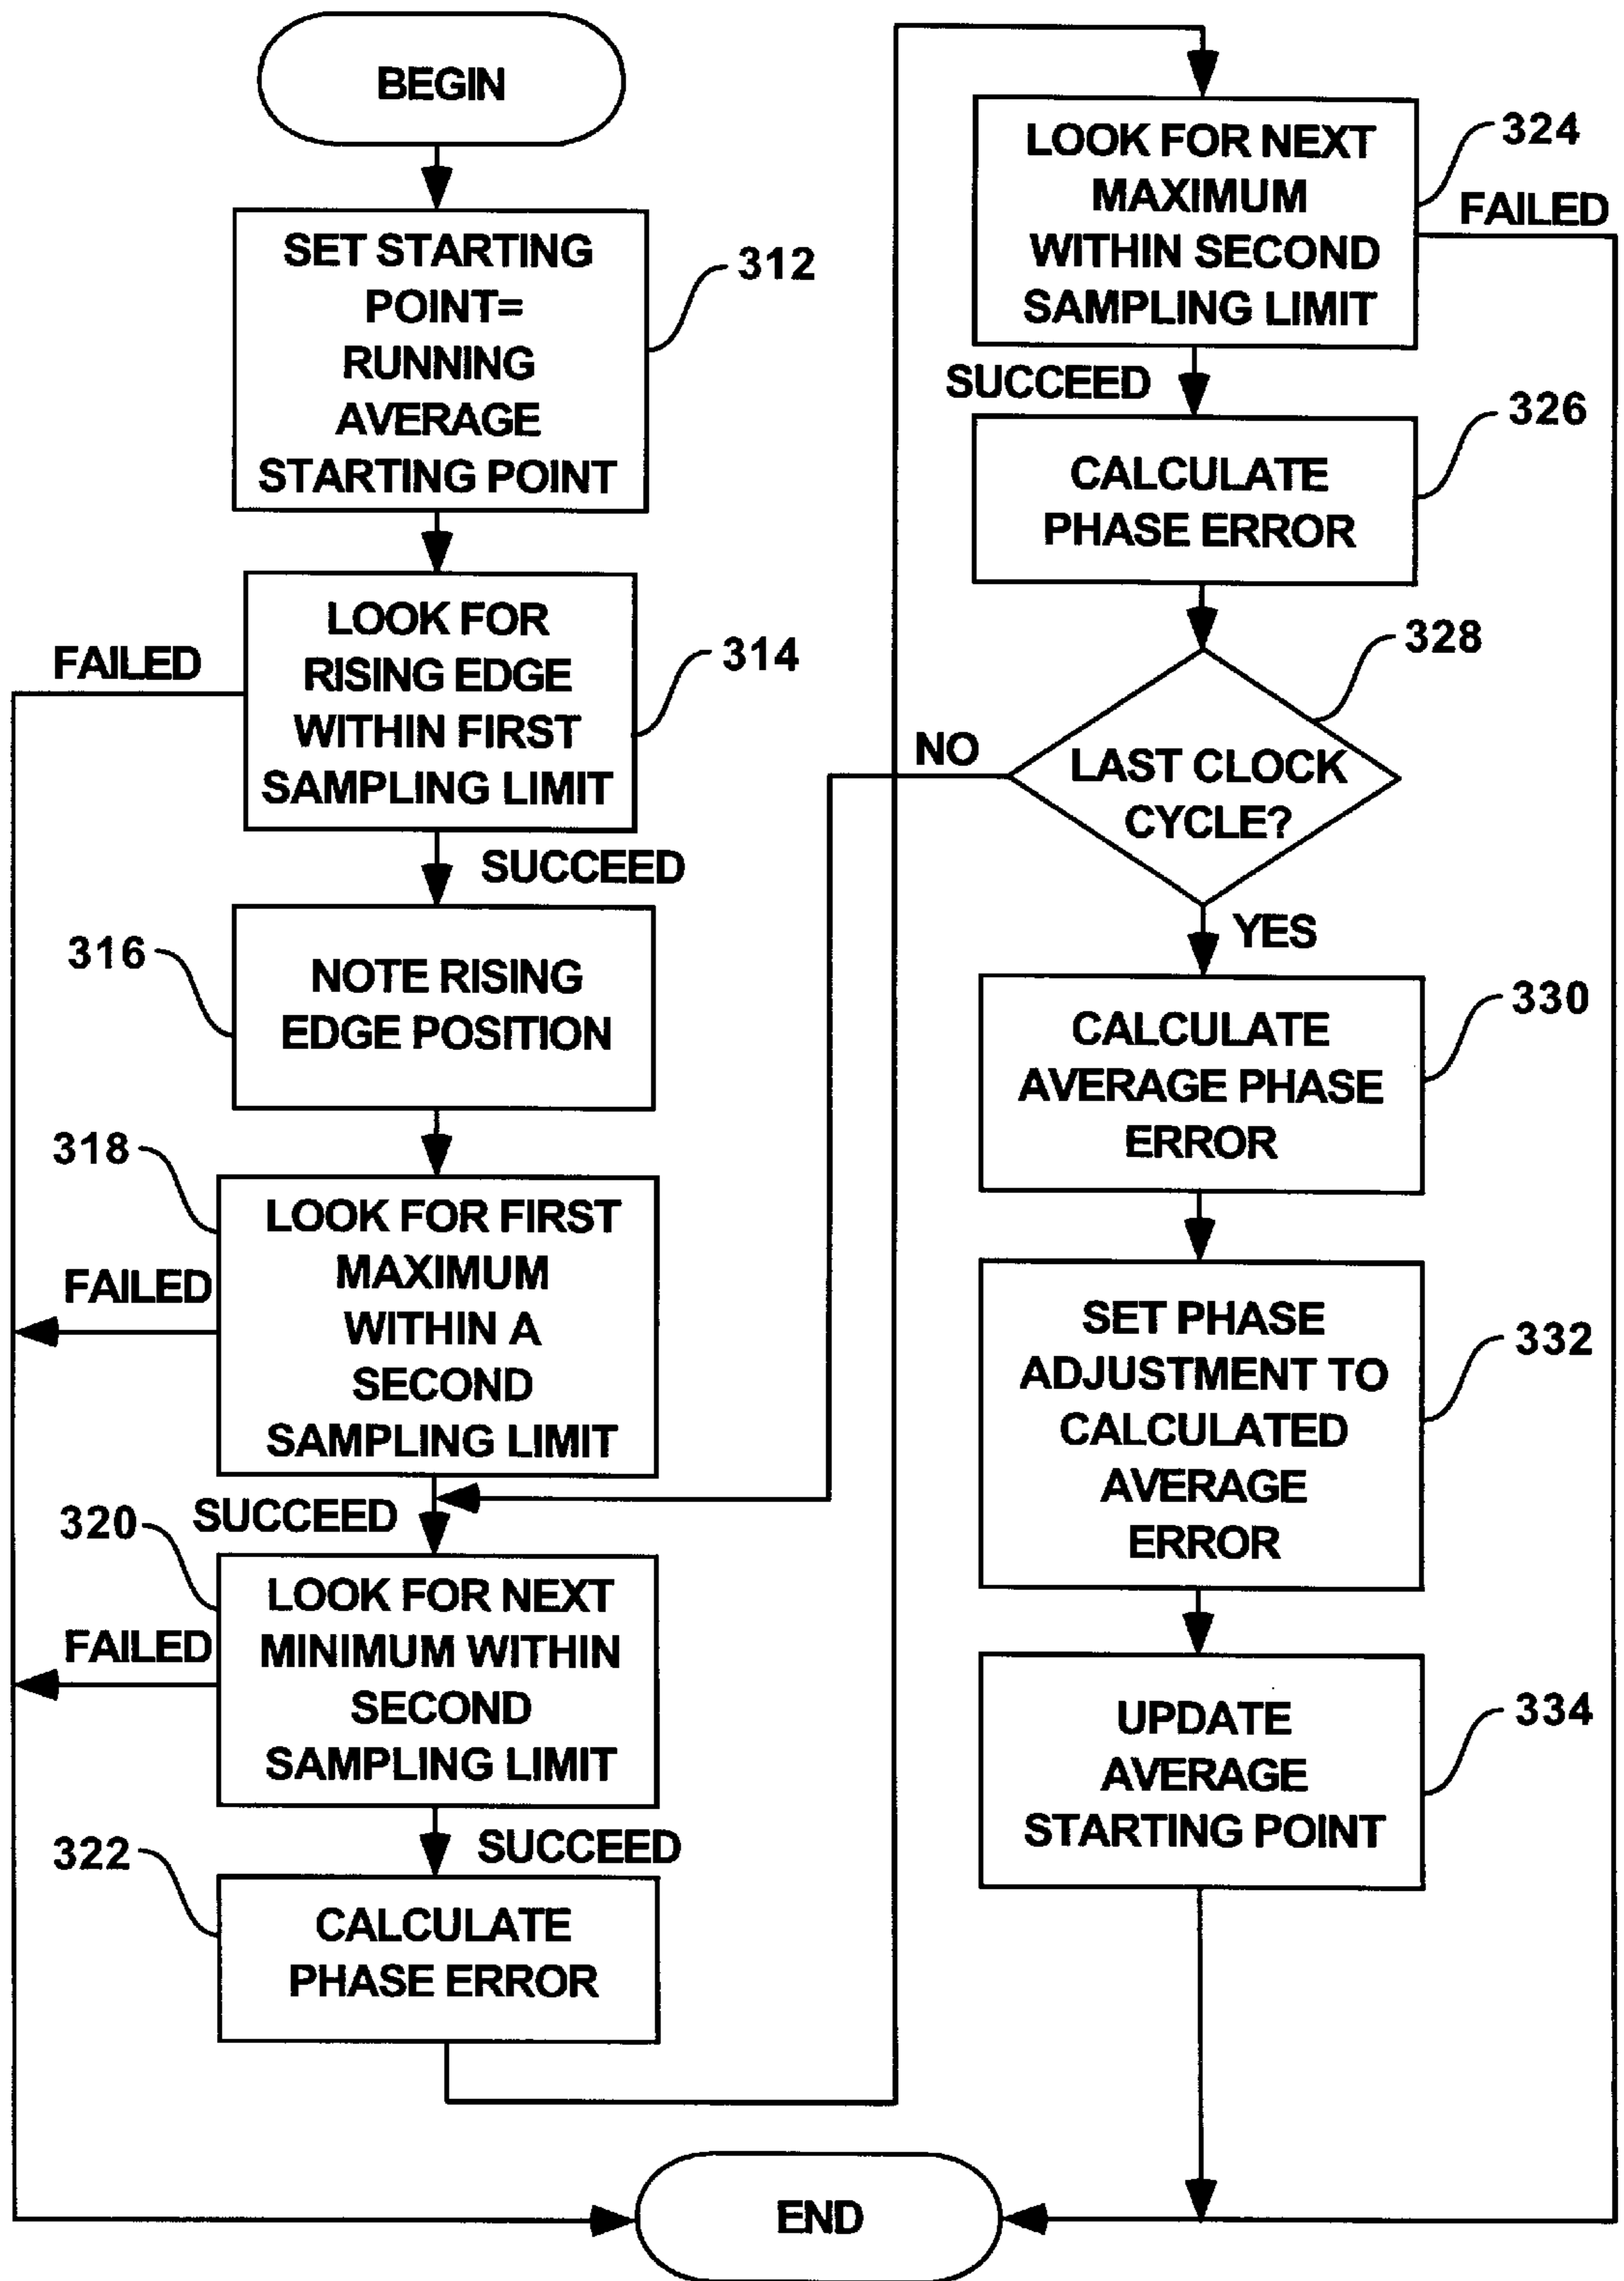 BEGIN
SET STARTING
POINT=
RUNNING
AVERAGE
STARTING POINT
312
LOOK FOR
RISING EDGE
WITHIN FIRST
SAMPLING LIMIT
314
FAILED
SUCCEED
316
NOTE RISING
EDGE POSITION
318
LOOK FOR FIRST
MAXIMUM
WITHIN A
SECOND
SAMPLING LIMIT
FAILED
SUCCEED
320
LOOK FOR NEXT
MINIMUM WITHIN
SECOND
SAMPLING LIMIT
FAILED
SUCCEED
322
CALCULATE
PHASE ERROR
LOOK FOR NEXT
MAXIMUM
WITHIN SECOND
SAMPLING LIMIT
324
FAILED
SUCCEED
326
CALCULATE
PHASE ERROR
328
NO
LAST CLOCK
CYCLE?
YES
330
CALCULATE
AVERAGE PHASE
ERROR
SET PHASE
ADJUSTMENT TO
CALCULATED
AVERAGE
ERROR
332
UPDATE
AVERAGE
STARTING POINT
334
END